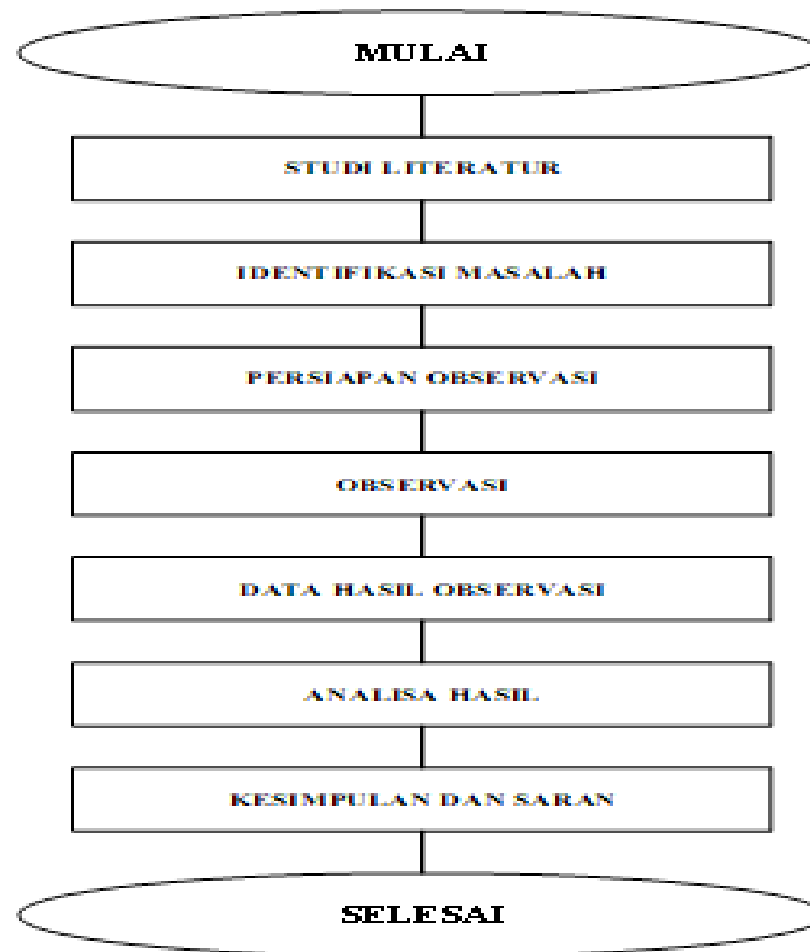 MULAI
STUDI LITERATUR
IDENTIFIKASI MASALAH
PERSIAPAN OBSERVASI
OBSERVASI
DATA HASIL OBSERVASI
ANALISA HASIL
KESIMPULAN DAN SARAN
SELESAI